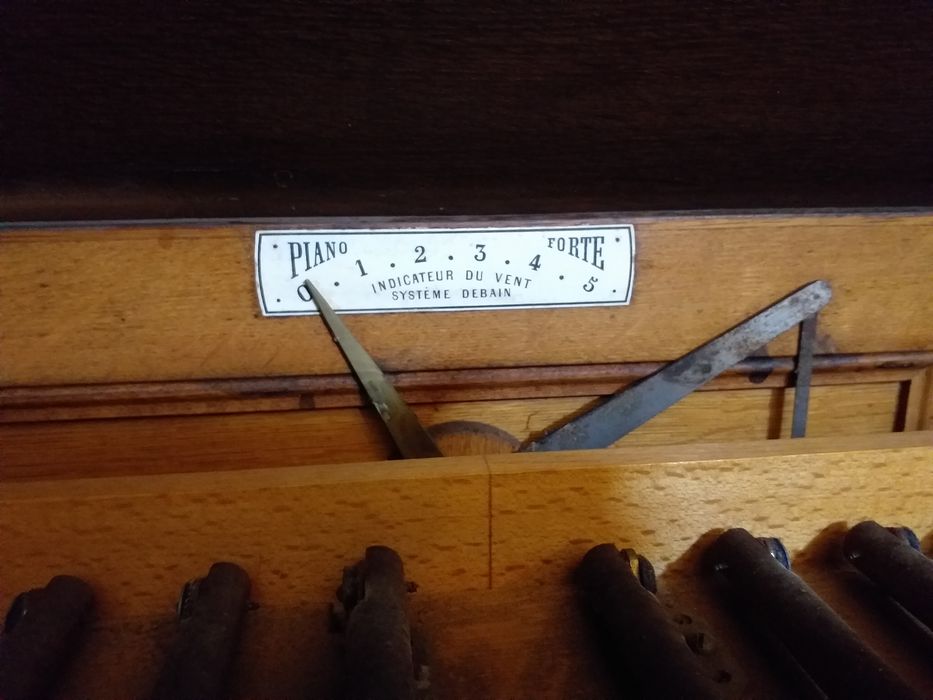 PIANO FORTE
0 . 1 . 2 . 3 . 4 . 5
INDICATEUR DU VENT
SYSTÈME DEBAIN